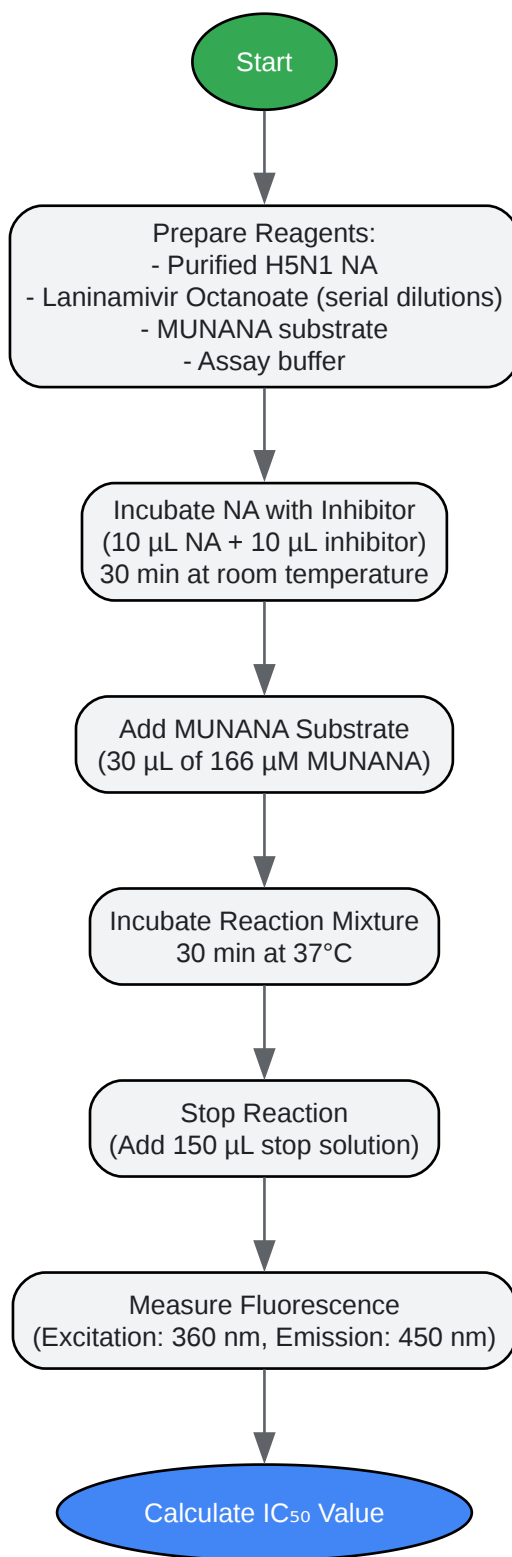 Start
Prepare Reagents:
- Purified H5N1 NA
- Laninamivir Octanoate (serial dilutions)
- MUNANA substrate
- Assay buffer
Incubate NA with Inhibitor
(10 µL NA + 10 µL inhibitor)
30 min at room temperature
Add MUNANA Substrate
(30 µL of 166 µM MUNANA)
Incubate Reaction Mixture
30 min at 37°C
Stop Reaction
(Add 150 µL stop solution)
Measure Fluorescence
(Excitation: 360 nm, Emission: 450 nm)
Calculate IC₅₀ Value